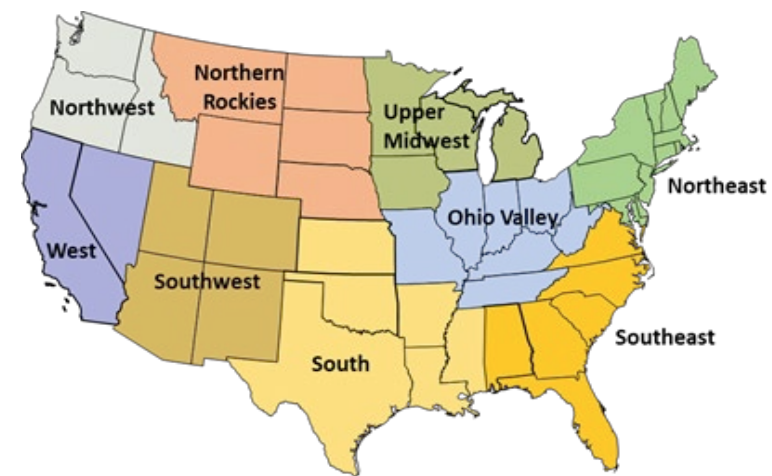 Northern
Rockies
Northwest
Upper
Midwest
Northeast
Ohio Valley
West
Southwest
Southeast
South